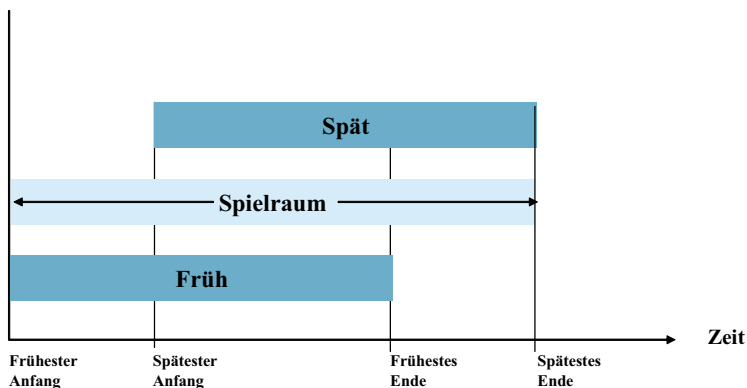 Spät
Spielraum
Früh
Zeit
Frühester
Anfang
Spätester
Anfang
Frühestes
Ende
Spätestes
Ende